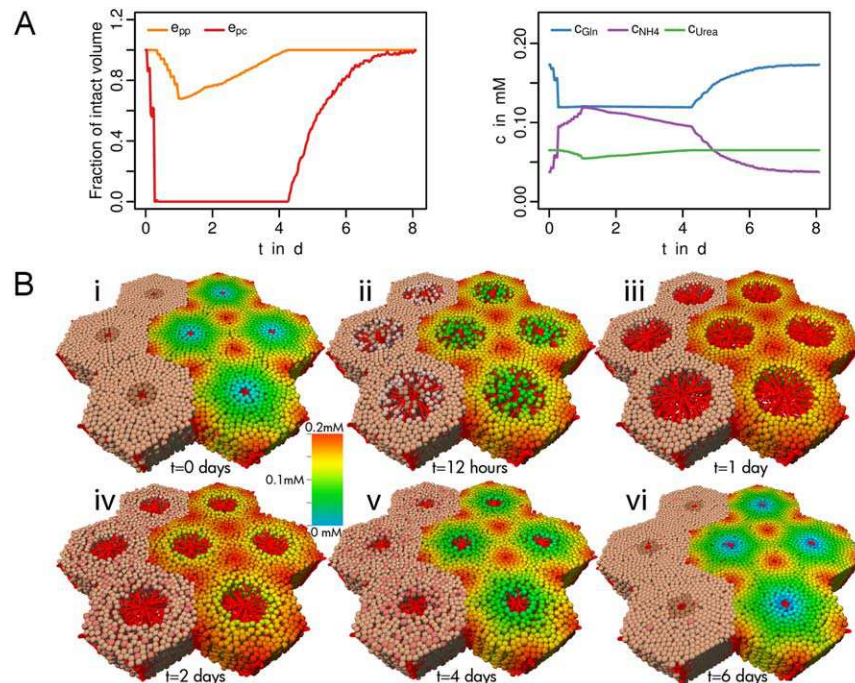 A
e_pp e_pc
Fraction of intact volume
0.0 0.4 0.8 1.2
0 2 4 6 8
t in d
c_Gln c_NH4 c_Urea
c in mM
0.00 0.10 0.20
0 2 4 6 8
t in d
B
i ii iii
0.2mM
0.1mM
0 mM
t=0 days t=12 hours t=1 day
iv v vi
t=2 days t=4 days t=6 days